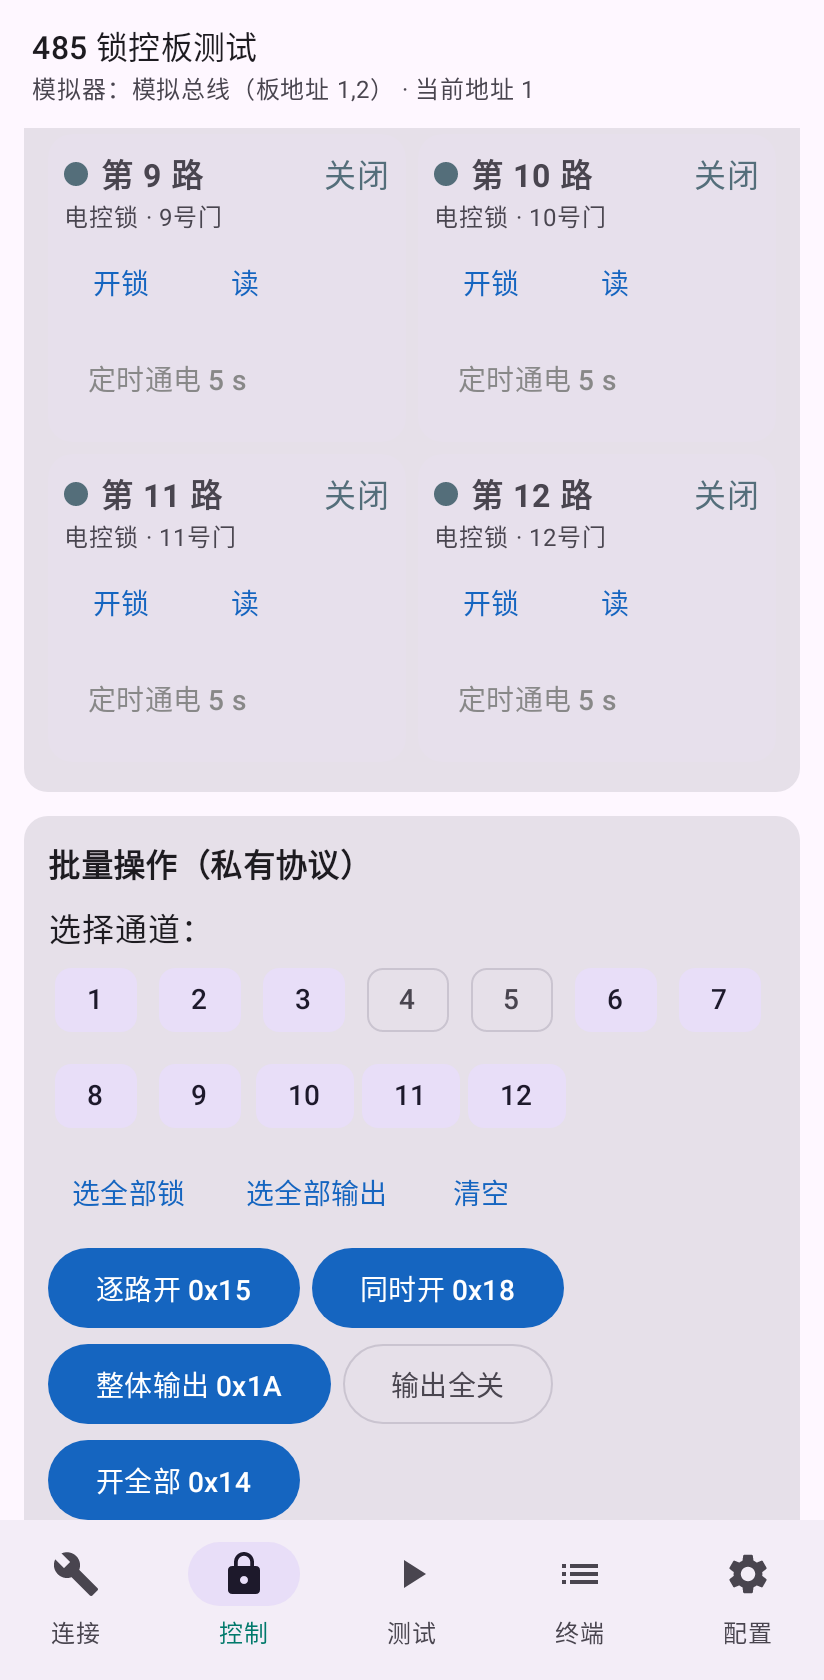 485 锁控板测试
模拟器：模拟总线（板地址 1,2） · 当前地址 1
第 9 路 关闭 第 10 路 关闭
电控锁 · 9号门 电控锁 · 10号门
开锁 读 开锁 读
定时通电 5 s 定时通电 5 s
第 11 路 关闭 第 12 路 关闭
电控锁 · 11号门 电控锁 · 12号门
开锁 读 开锁 读
定时通电 5 s 定时通电 5 s
批量操作（私有协议）
选择通道：
1 2 3 4 5 6 7
8 9 10 11 12
选全部锁 选全部输出 清空
逐路开 0x15 同时开 0x18
整体输出 0x1A 输出全关
开全部 0x14
连接 控制 测试 终端 配置